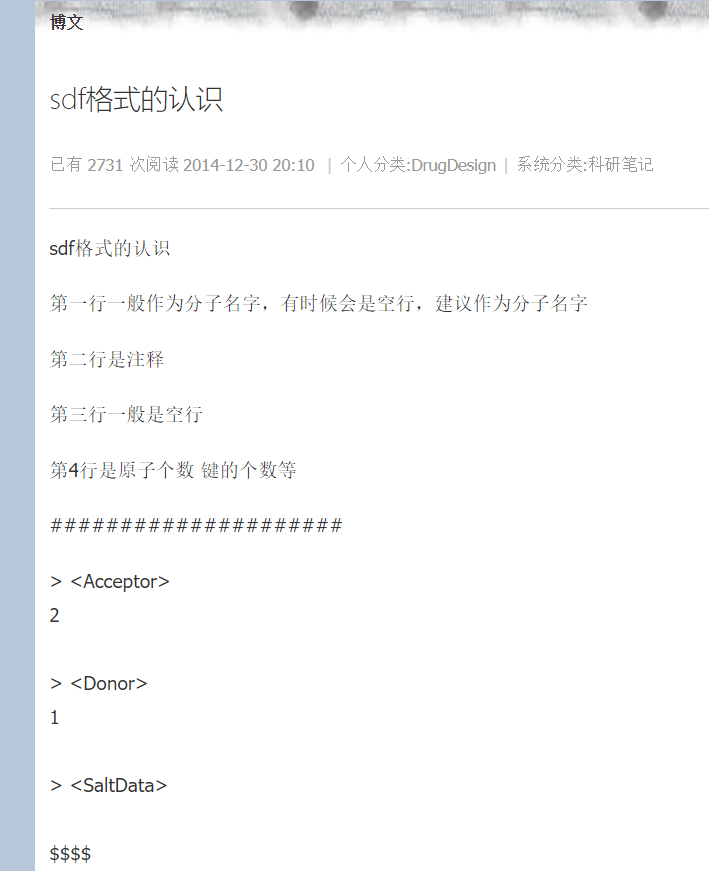 博文
sdf格式的认识
已有 2731 次阅读 2014-12-30 20:10 | 个人分类:DrugDesign | 系统分类:科研笔记
sdf格式的认识
第一行一般作为分子名字，有时候会是空行，建议作为分子名字
第二行是注释
第三行一般是空行
第4行是原子个数 键的个数等
#####################
> <Acceptor>
2
> <Donor>
1
> <SaltData>
$$$$